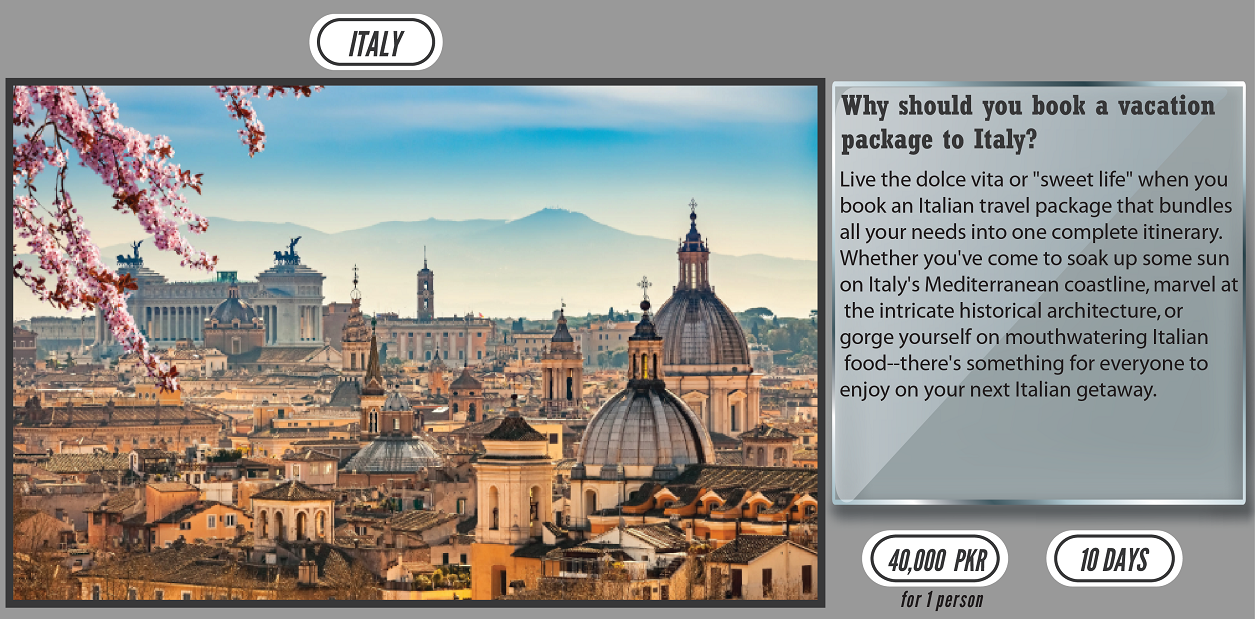 ITALY
Why should you book a vacation
package to Italy?
Live the dolce vita or "sweet life" when you
book an Italian travel package that bundles
all your needs into one complete itinerary.
Whether you've come to soak up some sun
on Italy's Mediterranean coastline, marvel at
the intricate historical architecture, or
gorge yourself on mouthwatering Italian
food--there's something for everyone to
enjoy on your next Italian getaway.
40,000 PKR
10 DAYS
for 1 person